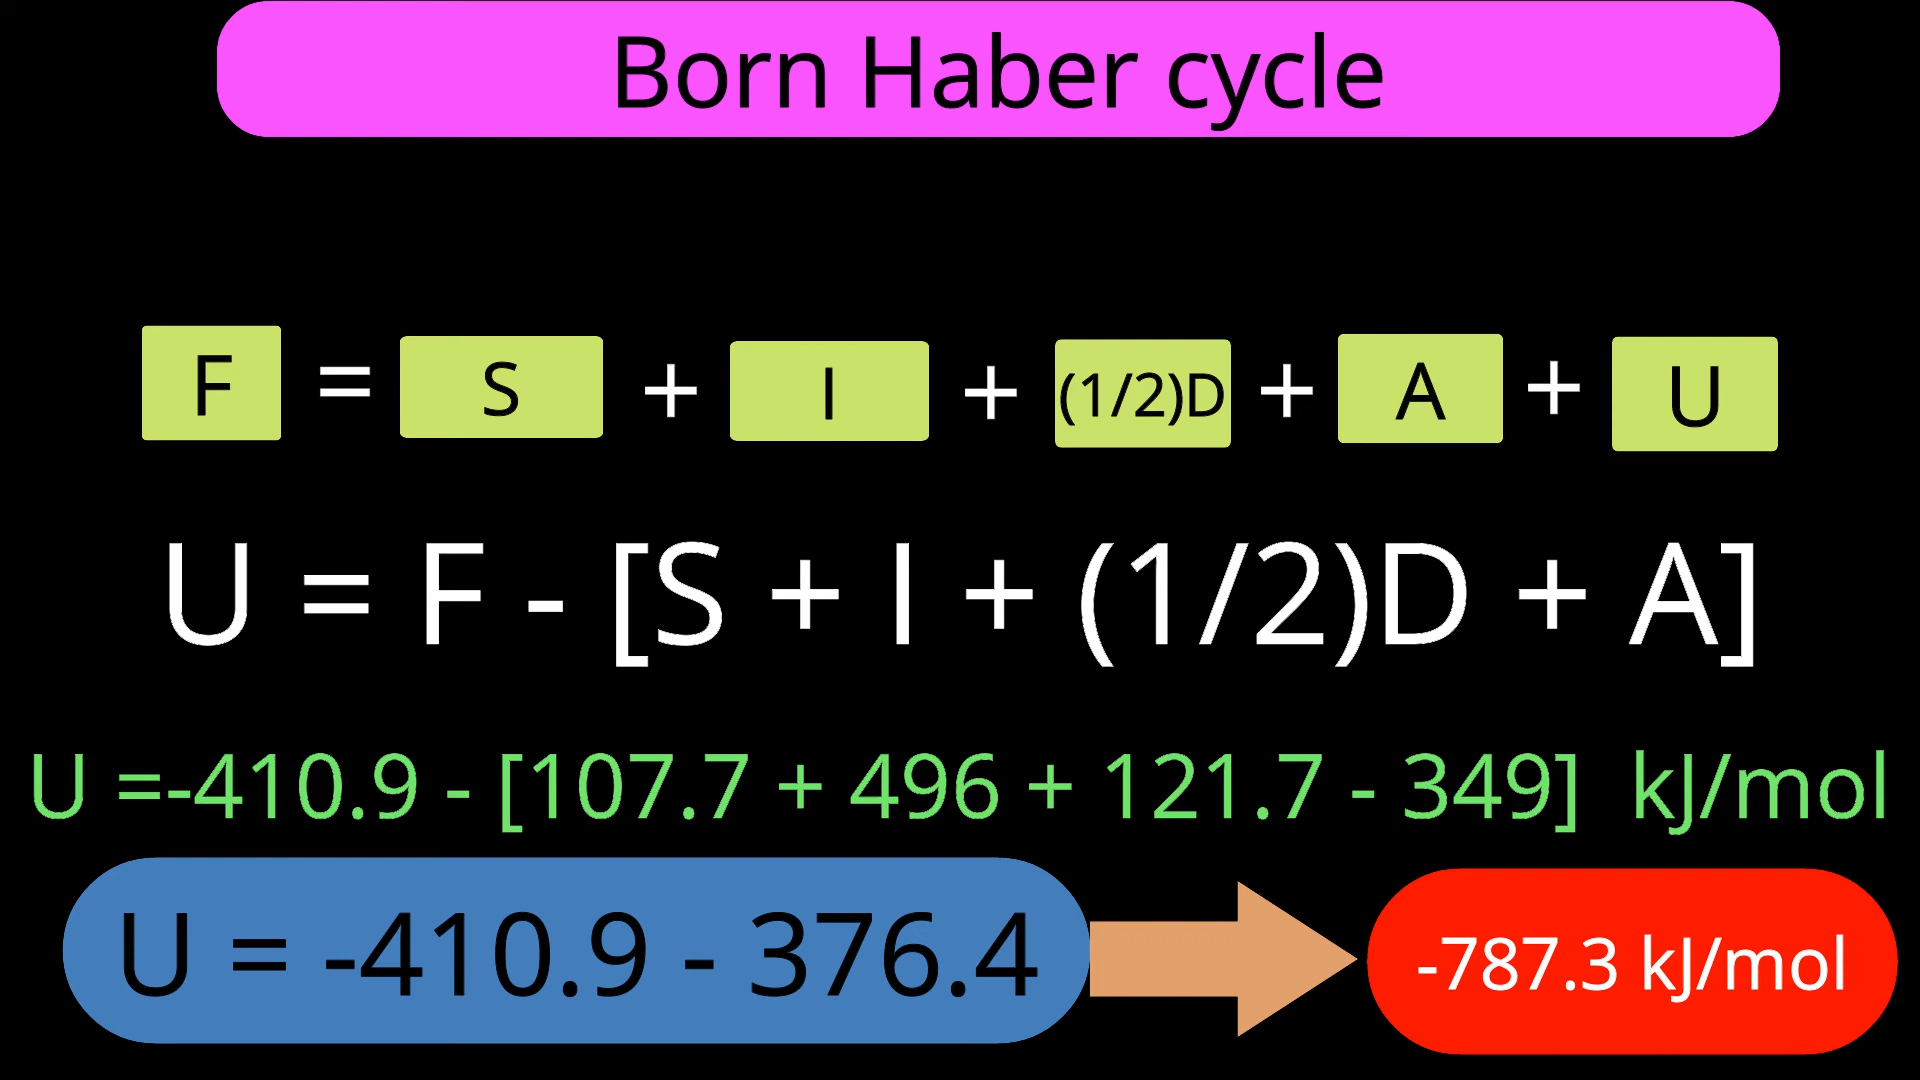 Born Haber cycle
F = S + I + (1/2)D + A + U
U = F - [S + I + (1/2)D + A]
U =-410.9 - [107.7 + 496 + 121.7 - 349] kJ/mol
U = -410.9 - 376.4
-787.3 kJ/mol